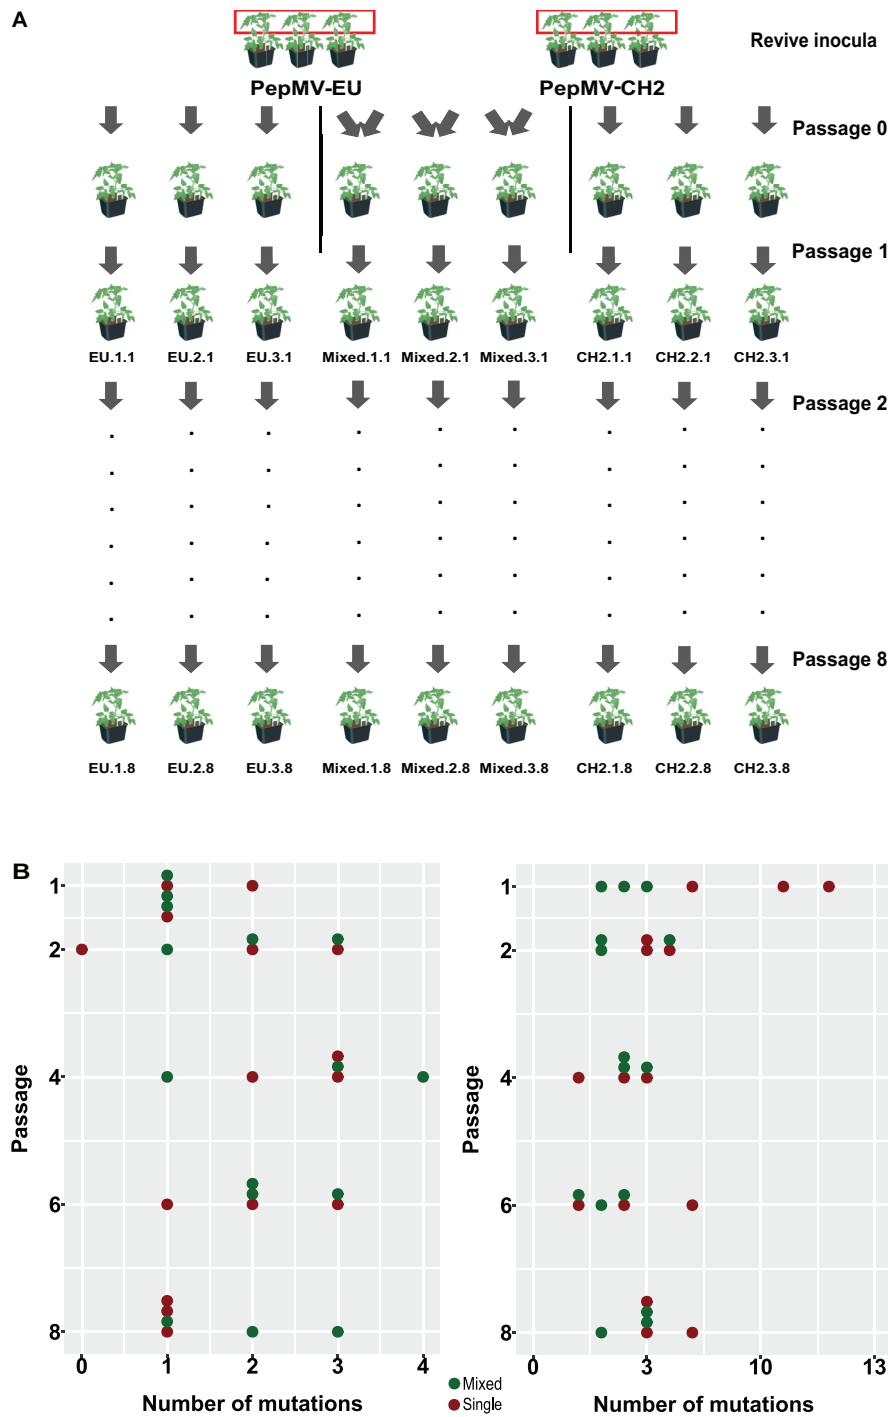 A
Revive inocula
PepMV-EU PepMV-CH2
Passage 0
Passage 1
EU.1.1 EU.2.1 EU.3.1 Mixed.1.1 Mixed.2.1 Mixed.3.1 CH2.1.1 CH2.2.1 CH2.3.1
Passage 2
Passage 8
EU.1.8 EU.2.8 EU.3.8 Mixed.1.8 Mixed.2.8 Mixed.3.8 CH2.1.8 CH2.2.8 CH2.3.8
B
Passage
1
2
4
6
8
0 1 2 3 4
Number of mutations
Passage
1
2
4
6
8
0 3 10 13
Number of mutations
Mixed
Single